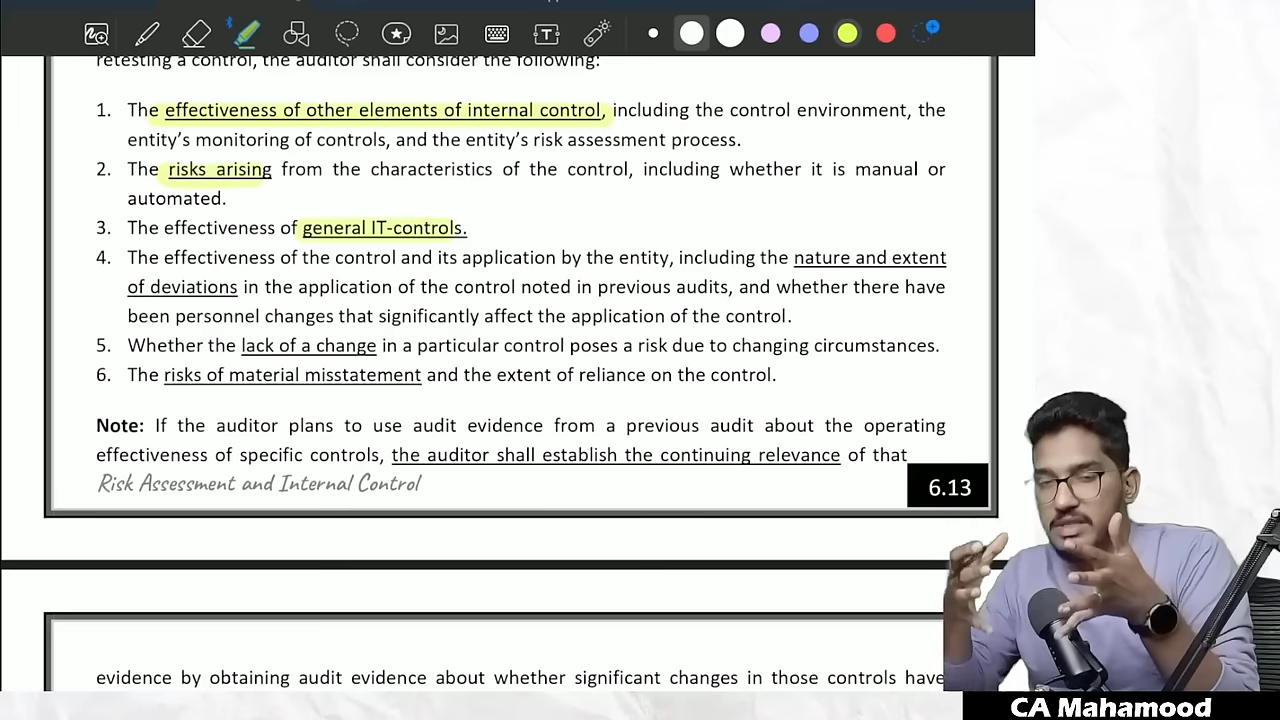 retesting a control, the auditor shall consider the following:
1. The effectiveness of other elements of internal control, including the control environment, the
entity’s monitoring of controls, and the entity’s risk assessment process.
2. The risks arising from the characteristics of the control, including whether it is manual or
automated.
3. The effectiveness of general IT-controls.
4. The effectiveness of the control and its application by the entity, including the nature and extent
of deviations in the application of the control noted in previous audits, and whether there have
been personnel changes that significantly affect the application of the control.
5. Whether the lack of a change in a particular control poses a risk due to changing circumstances.
6. The risks of material misstatement and the extent of reliance on the control.
Note: If the auditor plans to use audit evidence from a previous audit about the operating
effectiveness of specific controls, the auditor shall establish the continuing relevance of that
Risk Assessment and Internal Control
6.13
evidence by obtaining audit evidence about whether significant changes in those controls have
CA Mahamood